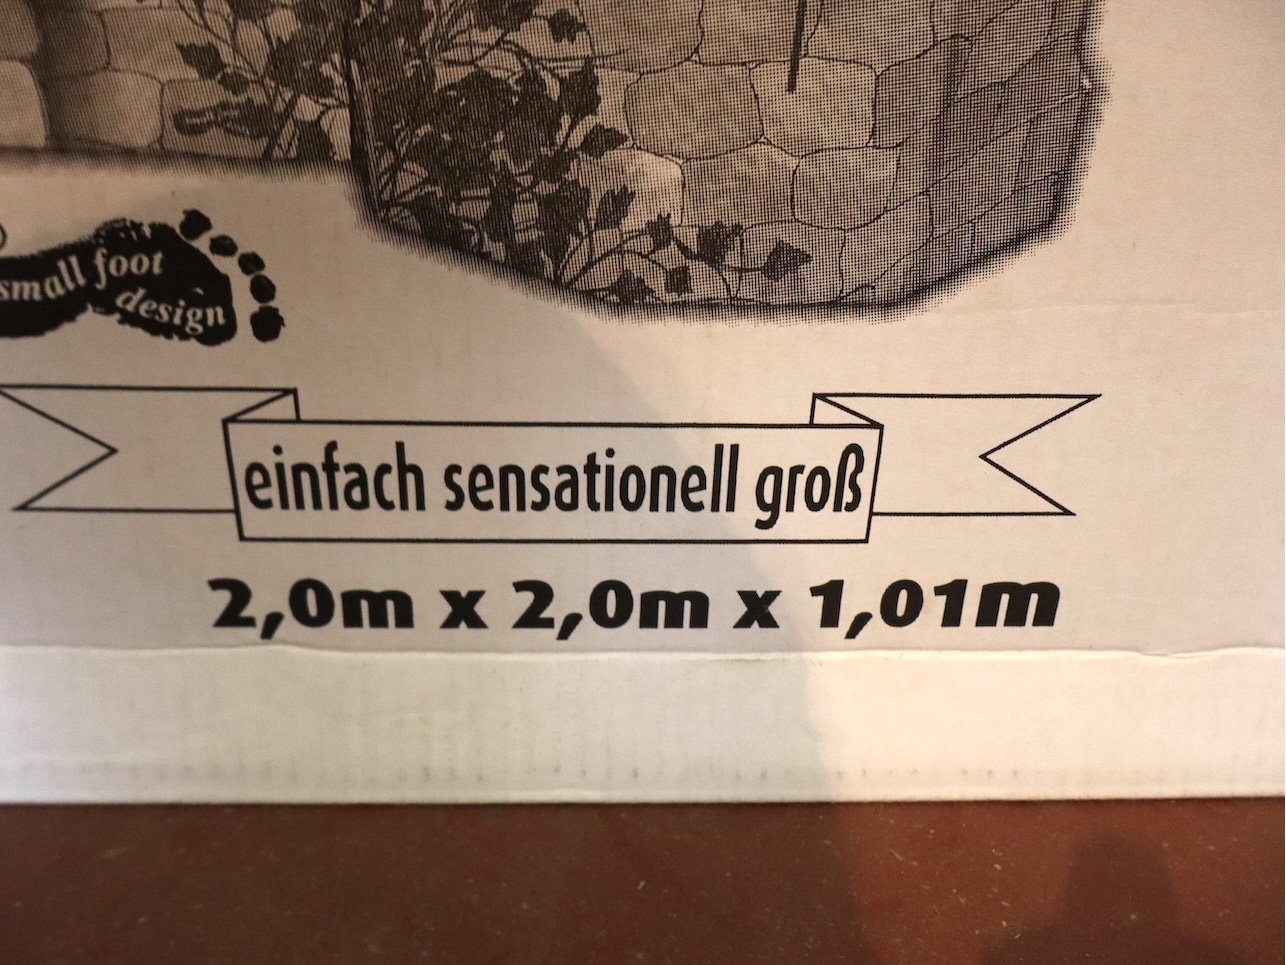 small foot
design
einfach sensationell groß
2,0m x 2,0m x 1,01m